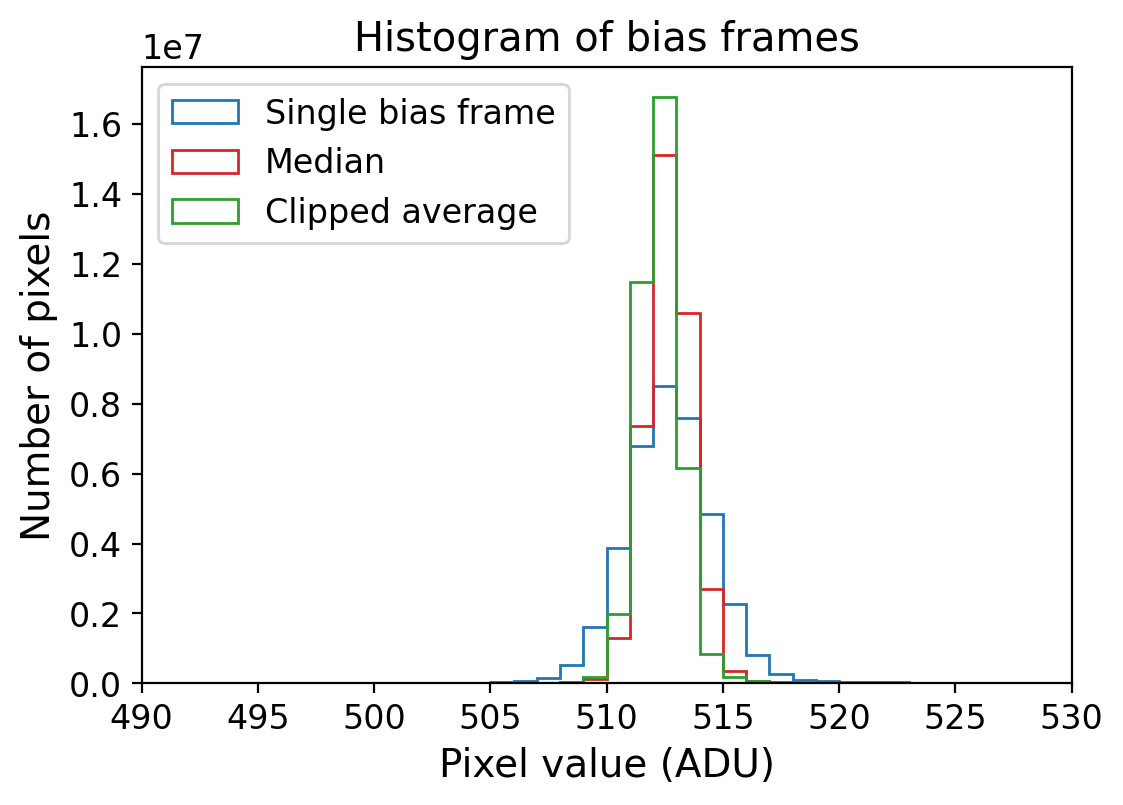 Histogram of bias frames
1e7
Single bias frame
Median
Clipped average
1.6
1.4
1.2
1.0
0.8
0.6
0.4
0.2
0.0
Number of pixels
490 495 500 505 510 515 520 525 530
Pixel value (ADU)